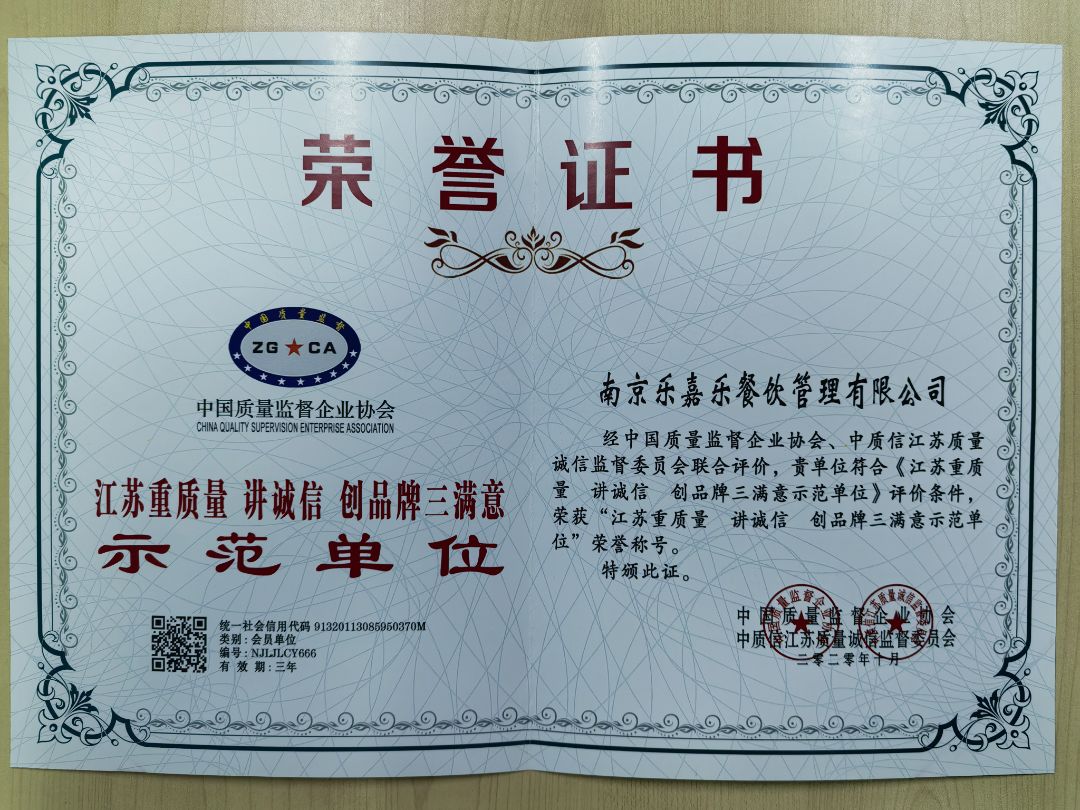 荣誉证书
中国质量监督
ZG CA
中国质量监督企业协会
CHINA QUALITY SUPERVISION ENTERPRISE ASSOCIATION
江苏重质量 讲诚信 创品牌三满意
示范单位
统一社会信用代码 91320113085950370M
类别:会员单位
编号:NJLJLCY666
有 效 期:三年
南京乐嘉乐餐饮管理有限公司
经中国质量监督企业协会、中质信江苏质量
诚信监督委员会联合评价,贵单位符合《江苏重质
量 讲诚信 创品牌三满意示范单位》评价条件,
荣获“江苏重质量 讲诚信 创品牌三满意示范单
位”荣誉称号。
特颁此证。
中国质量监督企业协会
中质信江苏质量诚信监督委员会
二零二零年十月